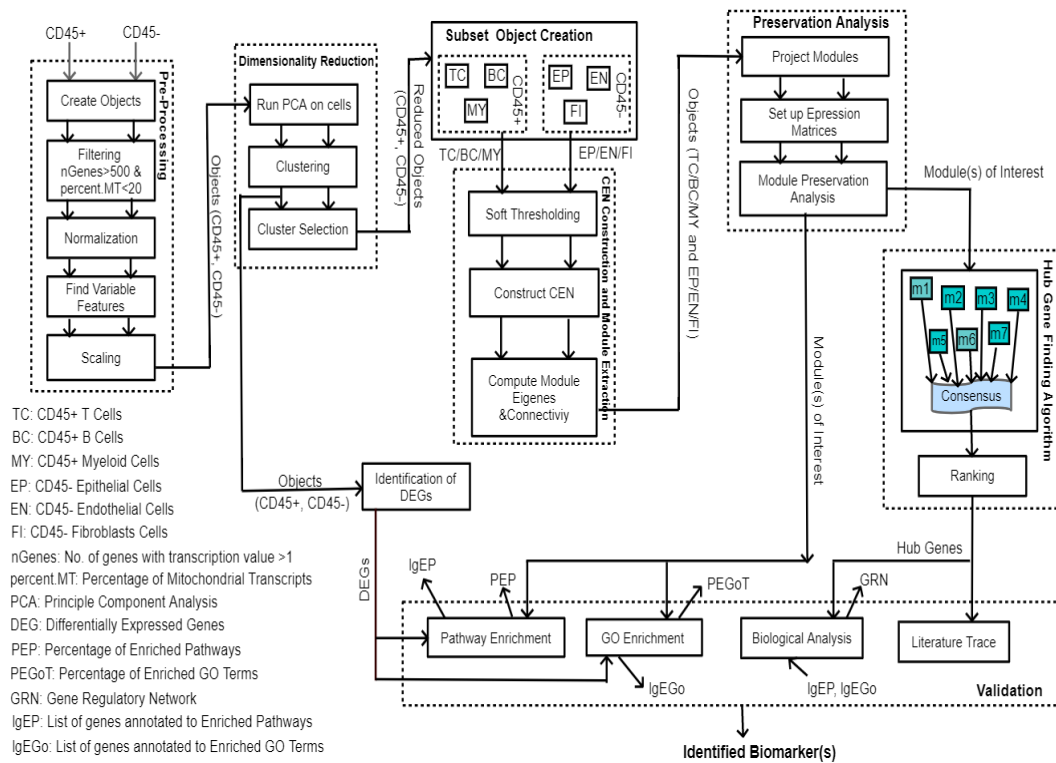 CD45+
CD45-
Pre-Processing
Create Objects
Filtering
nGenes>500 &
percent.MT<20
Normalization
Find Variable
Features
Scaling
Objects (CD45+, CD45-)
Dimensionality Reduction
Run PCA on cells
Clustering
Cluster Selection
Reduced Objects
(CD45+, CD45-)
Subset Object Creation
TC
BC
MY
CD45+
EP
EN
FI
CD45-
TC/BC/MY
EP/EN/FI
CEN Construction and Module Extraction
Soft Thresholding
Construct CEN
Compute Module
Eigenes
&Connectiviy
Objects (TC/BC/MY and EP/EN/FI)
Preservation Analysis
Project Modules
Set up Epression
Matrices
Module Preservation
Analysis
Module(s) of Interest
Module(s) of Interest
Hub Gene Finding Algorithm
m1
m2
m3
m4
m5
m6
m7
Consensus
Ranking
Hub Genes
Objects
(CD45+, CD45-)
Identification of
DEGs
DEGs
lgEP
PEP
PEGoT
GRN
Pathway Enrichment
GO Enrichment
Biological Analysis
Literature Trace
lgEGo
lgEP, lgEGo
Validation
Identified Biomarker(s)
TC: CD45+ T Cells
BC: CD45+ B Cells
MY: CD45+ Myeloid Cells
EP: CD45- Epithelial Cells
EN: CD45- Endothelial Cells
FI: CD45- Fibroblasts Cells
nGenes: No. of genes with transcription value >1
percent.MT: Percentage of Mitochondrial Transcripts
PCA: Principle Component Analysis
DEG: Differentially Expressed Genes
PEP: Percentage of Enriched Pathways
PEGoT: Percentage of Enriched GO Terms
GRN: Gene Regulatory Network
lgEP: List of genes annotated to Enriched Pathways
lgEGo: List of genes annotated to Enriched GO Terms